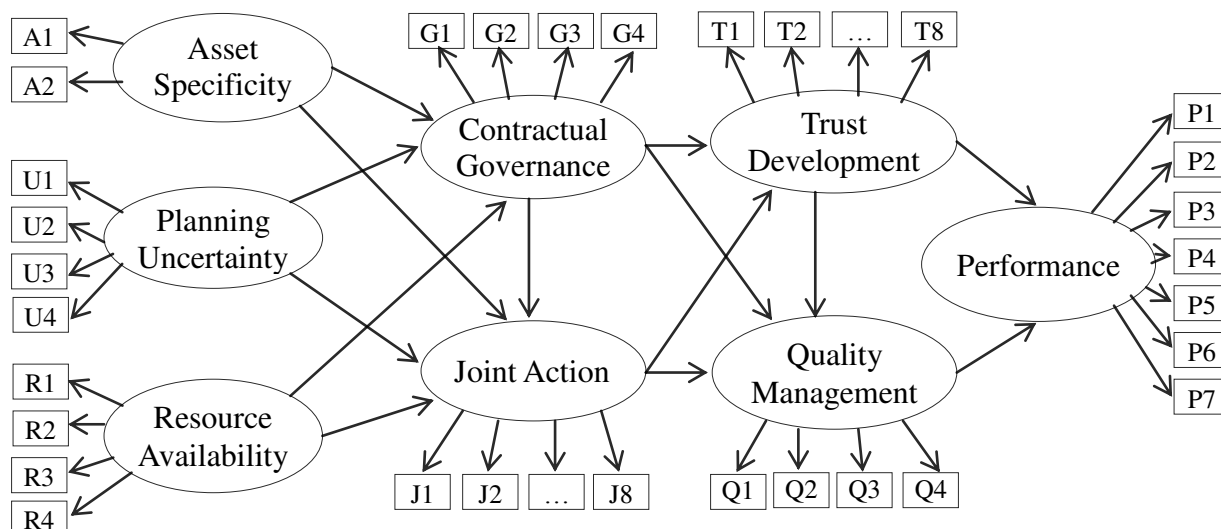 A1
A2
Asset
Specificity
G1
G2
G3
G4
T1
T2
…
T8
Contractual
Governance
Trust
Development
P1
P2
P3
P4
P5
P6
P7
U1
U2
U3
U4
Planning
Uncertainty
Performance
R1
R2
R3
R4
Resource
Availability
Joint Action
Quality
Management
J1
J2
…
J8
Q1
Q2
Q3
Q4